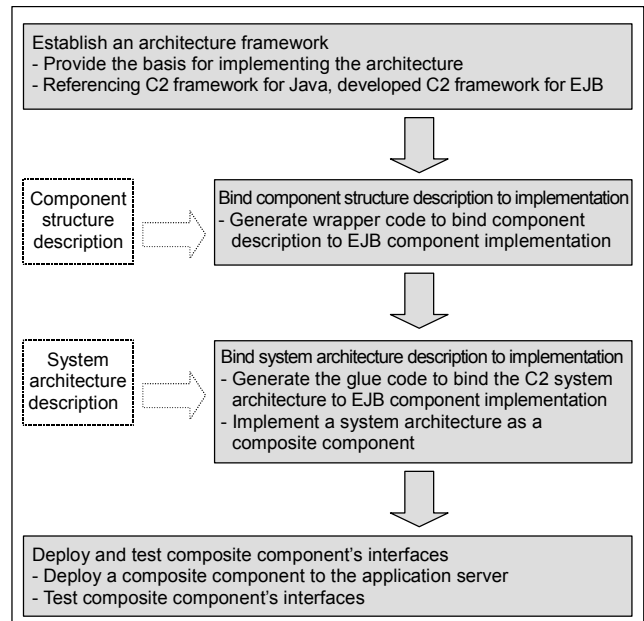 Establish an architecture framework
- Provide the basis for implementing the architecture
- Referencing C2 framework for Java, developed C2 framework for EJB
Component
structure
description
Bind component structure description to implementation
- Generate wrapper code to bind component
description to EJB component implementation
System
architecture
description
Bind system architecture description to implementation
- Generate the glue code to bind the C2 system
architecture to EJB component implementation
- Implement a system architecture as a
composite component
Deploy and test composite component's interfaces
- Deploy a composite component to the application server
- Test composite component's interfaces